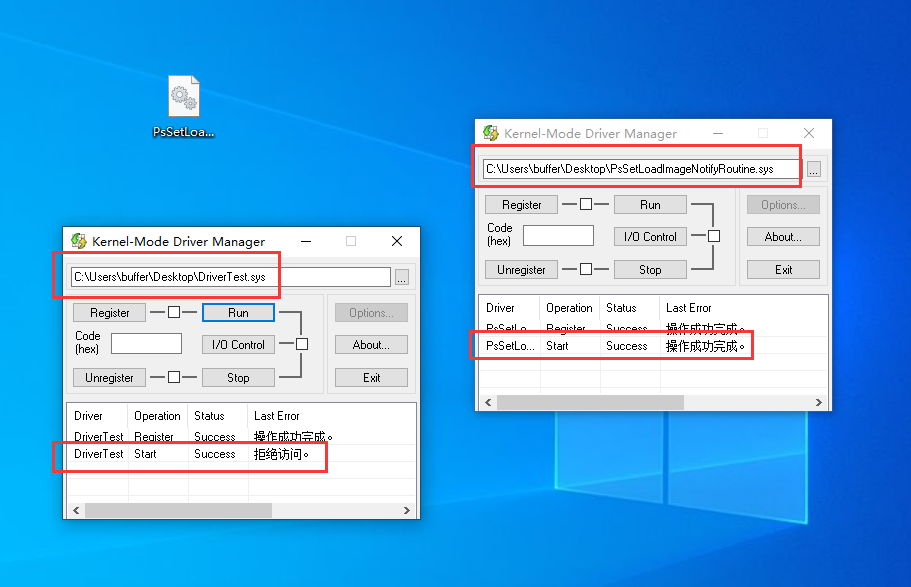 PsSetLoa...
Kernel-Mode Driver Manager
C:\Users\buffer\Desktop\PsSetLoadImageNotifyRoutine.sys
...
Register
Run
Options...
Code
(hex)
I/O Control
About...
Unregister
Stop
Exit
Driver Operation Status Last Error
PsSetLo... Register Success 操作成功完成。
PsSetLo... Start Success 操作成功完成。
Kernel-Mode Driver Manager
C:\Users\buffer\Desktop\DriverTest.sys
...
Register
Run
Options...
Code
(hex)
I/O Control
About...
Unregister
Stop
Exit
Driver Operation Status Last Error
DriverTest Register Success 操作成功完成。
DriverTest Start Success 拒绝访问。